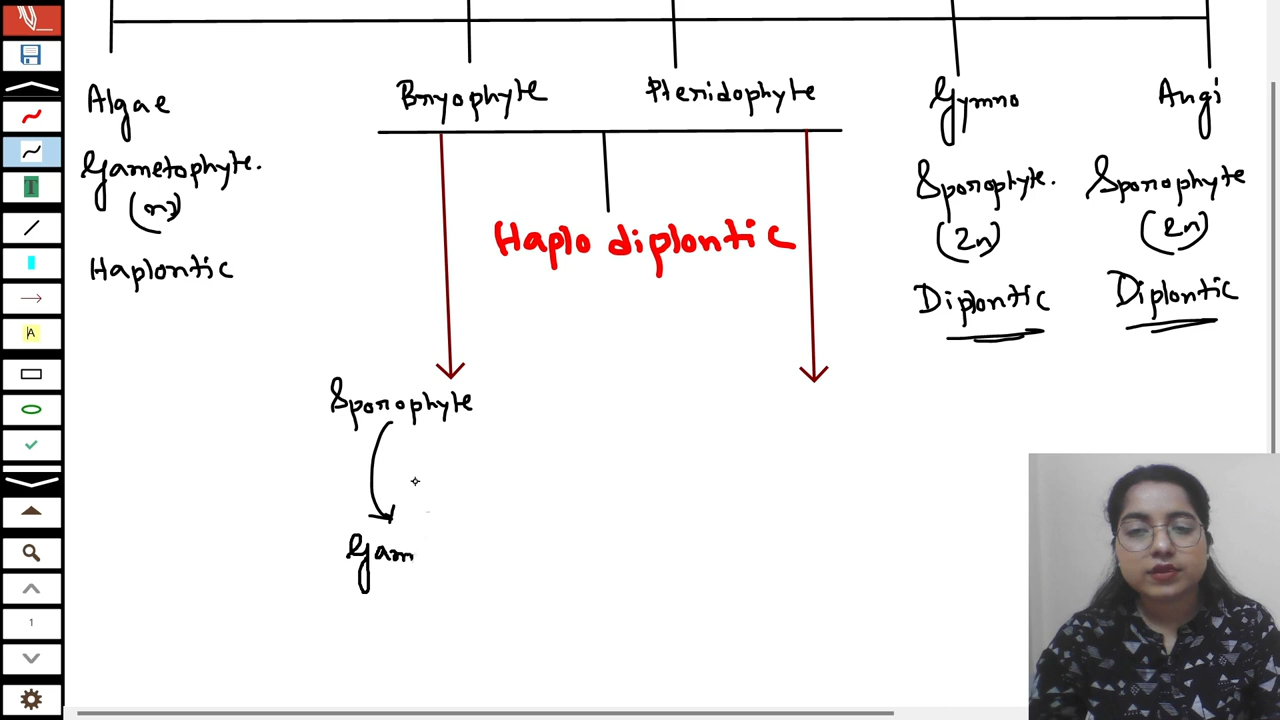 Algae
Bryophyte
Pteridophyte
Gymno
Angi
Gametophyte.
(n)
Haplontic
Haplo diplontic
Sporophyte.
(2n)
Diplontic
Sporophyte
(2n)
Diplontic
Sporophyte
Gam
T
A
1